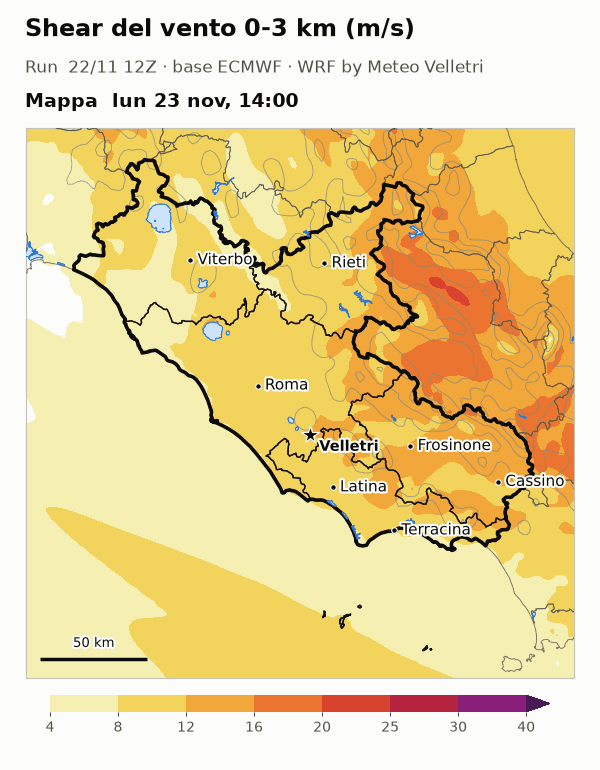 Shear del vento 0-3 km (m/s)
Run  22/11 12Z · base ECMWF · WRF by Meteo Velletri
Mappa  lun 23 nov, 14:00
Viterbo
Rieti
Roma
Velletri
Frosinone
Latina
Cassino
Terracina
50 km
4 8 12 16 20 25 30 40